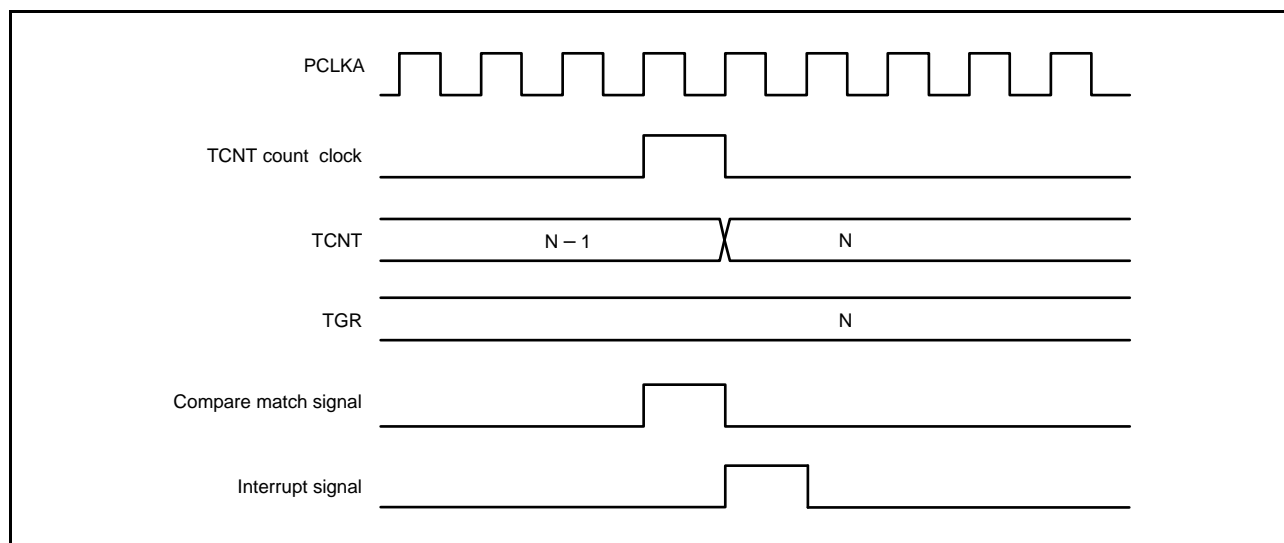 PCLKA
TCNT count clock
TCNT
N – 1
N
TGR
N
Compare match signal
Interrupt signal